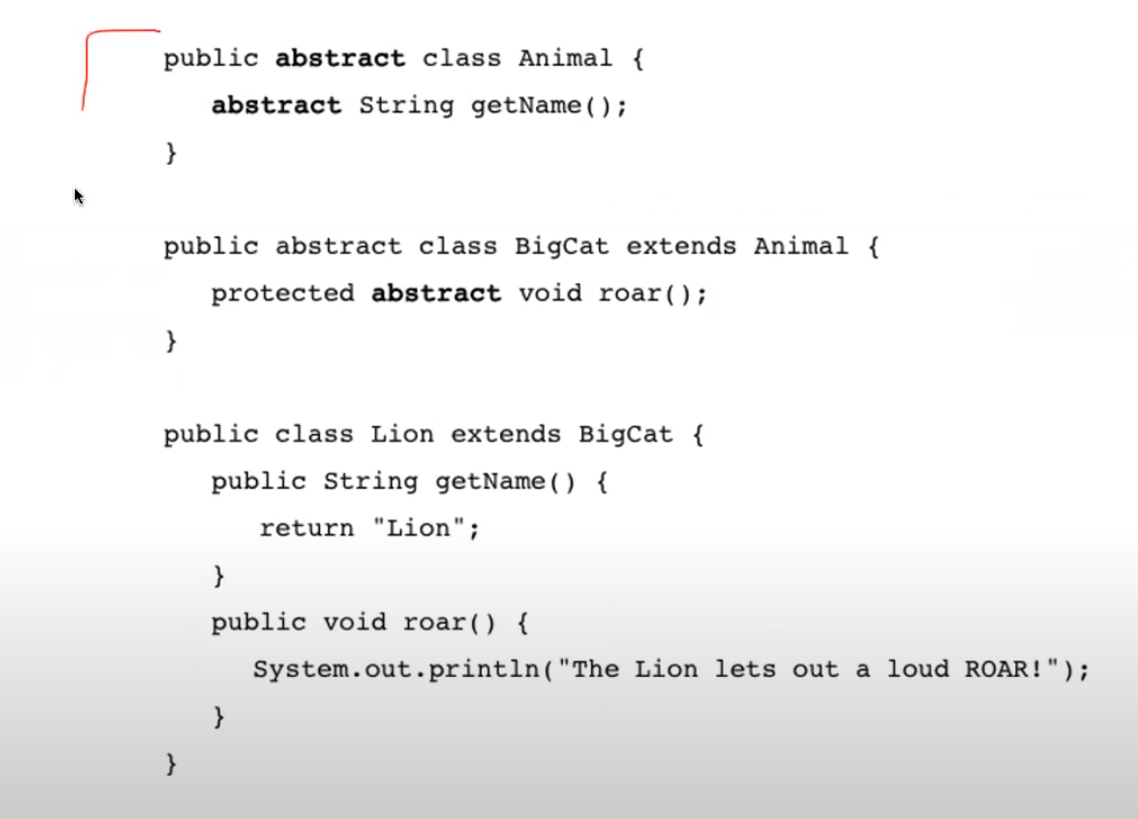 public abstract class Animal {
abstract String getName();
}
public abstract class BigCat extends Animal {
protected abstract void roar();
}
public class Lion extends BigCat {
public String getName() {
return "Lion";
}
public void roar() {
System.out.println("The Lion lets out a loud ROAR!");
}
}